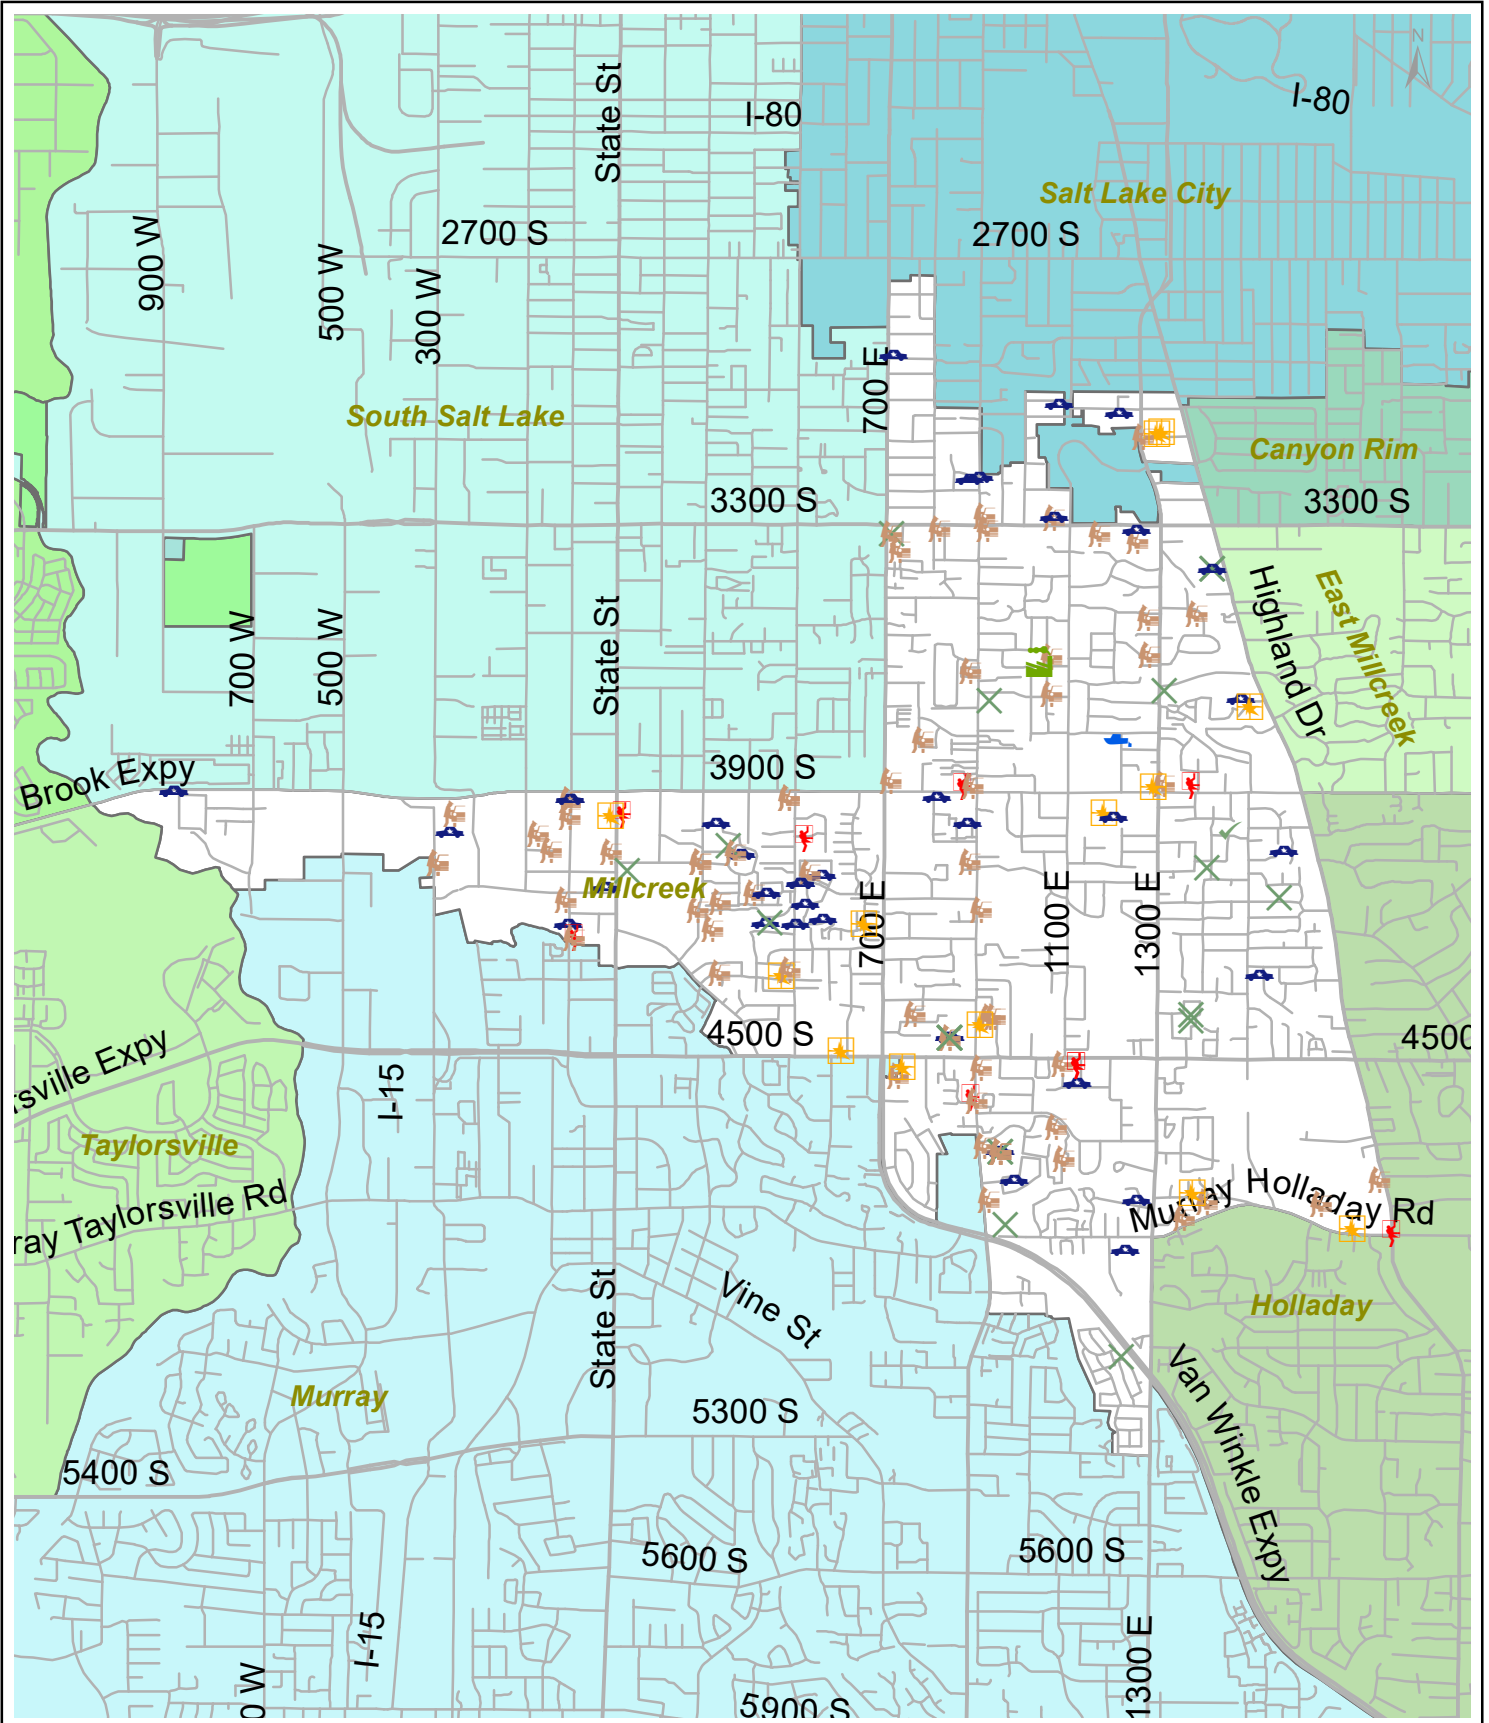 N
I-80
State St
I-80
Salt Lake City
2700 S
2700 S
900 W
500 W
300 W
700 E
South Salt Lake
Canyon Rim
3300 S
3300 S
Highland Dr
East Millcreek
700 W
500 W
State St
3900 S
Brook Expy
Millcreek
700 E
1100 E
1300 E
4500 S
4500
rsville Expy
I-15
Taylorsville
ray Taylorsville Rd
Murray Holladay Rd
Vine St
State St
Holladay
Van Winkle Expy
Murray
5300 S
5400 S
5600 S
5600 S
I-15
1300 E
0 W
5900 S